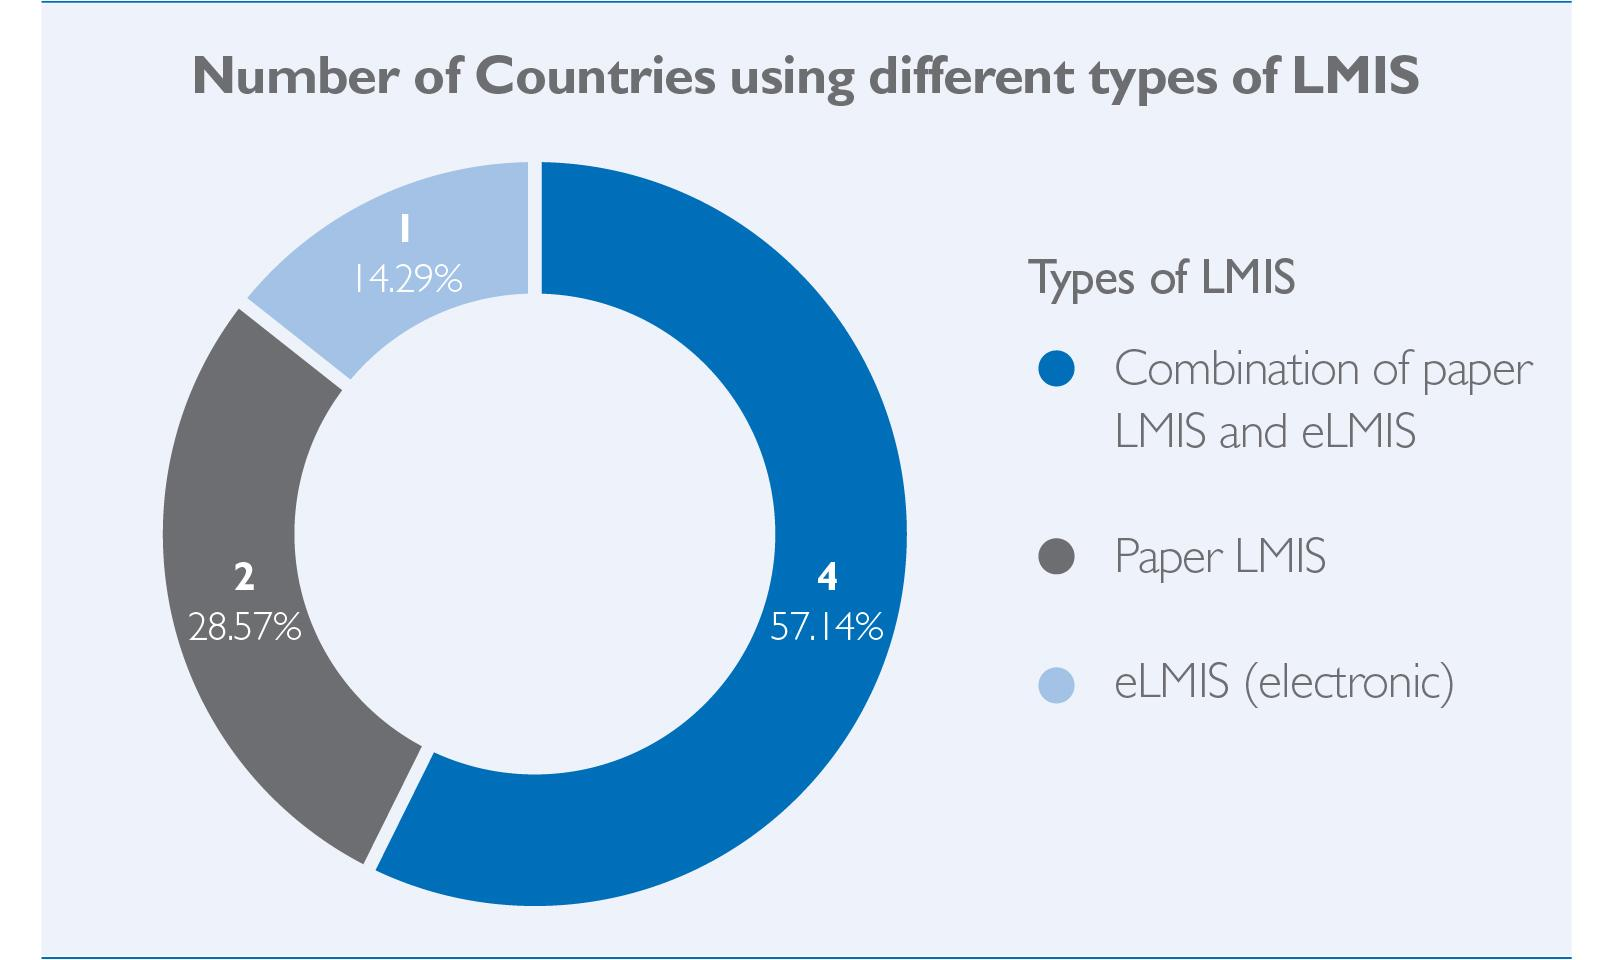 Number of Countries using different types of LMIS
1
14.29%
2
28.57%
4
57.14%
Types of LMIS
Combination of paper
LMIS and eLMIS
Paper LMIS
eLMIS (electronic)